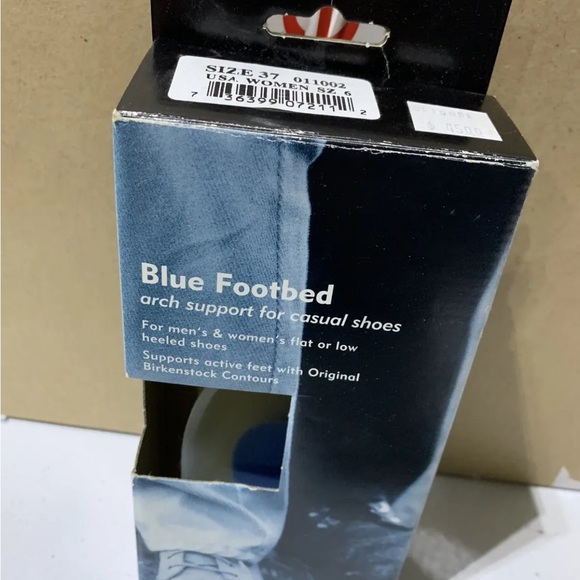 SIZE 37 011002
USA WOMEN SZ 6
7 36399 07211 2
Blue Footbed
arch support for casual shoes
For men's & women's flat or low
heeled shoes
Supports active feet with Original
Birkenstock Contours